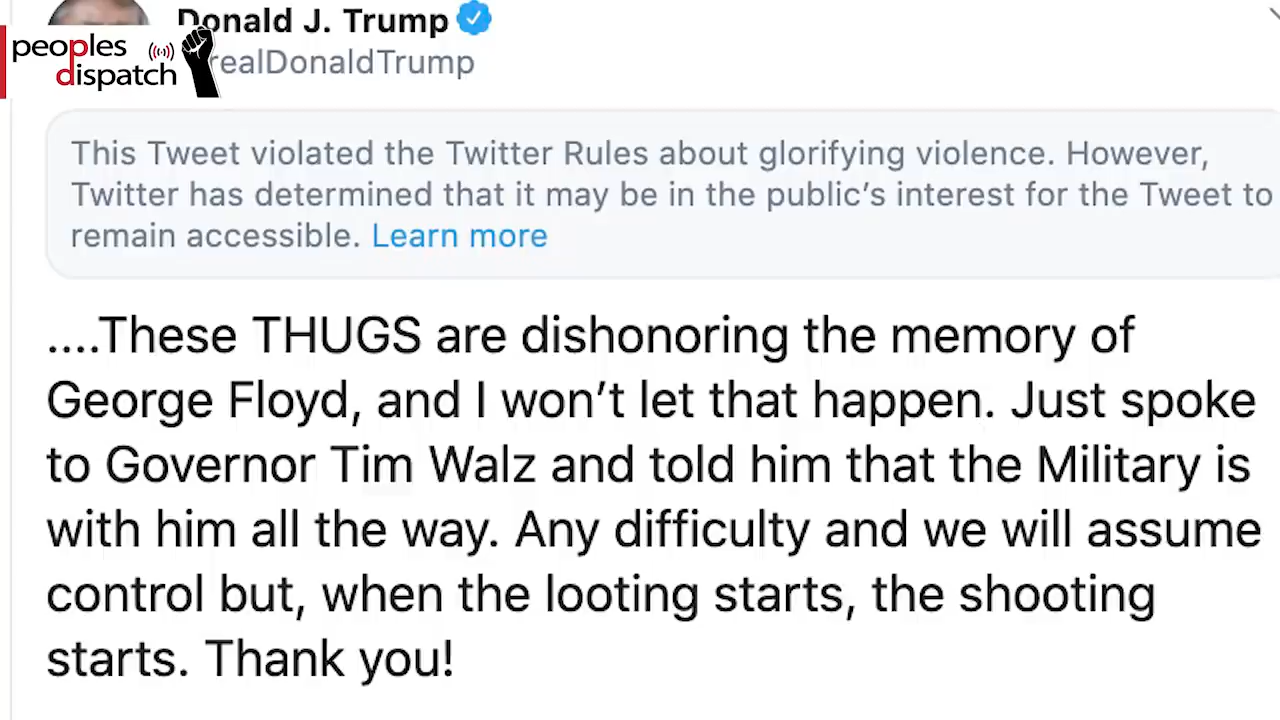 Donald J. Trump
peoples
dispatch
realDonaldTrump
This Tweet violated the Twitter Rules about glorifying violence. However,
Twitter has determined that it may be in the public’s interest for the Tweet to
remain accessible. Learn more
....These THUGS are dishonoring the memory of
George Floyd, and I won’t let that happen. Just spoke
to Governor Tim Walz and told him that the Military is
with him all the way. Any difficulty and we will assume
control but, when the looting starts, the shooting
starts. Thank you!